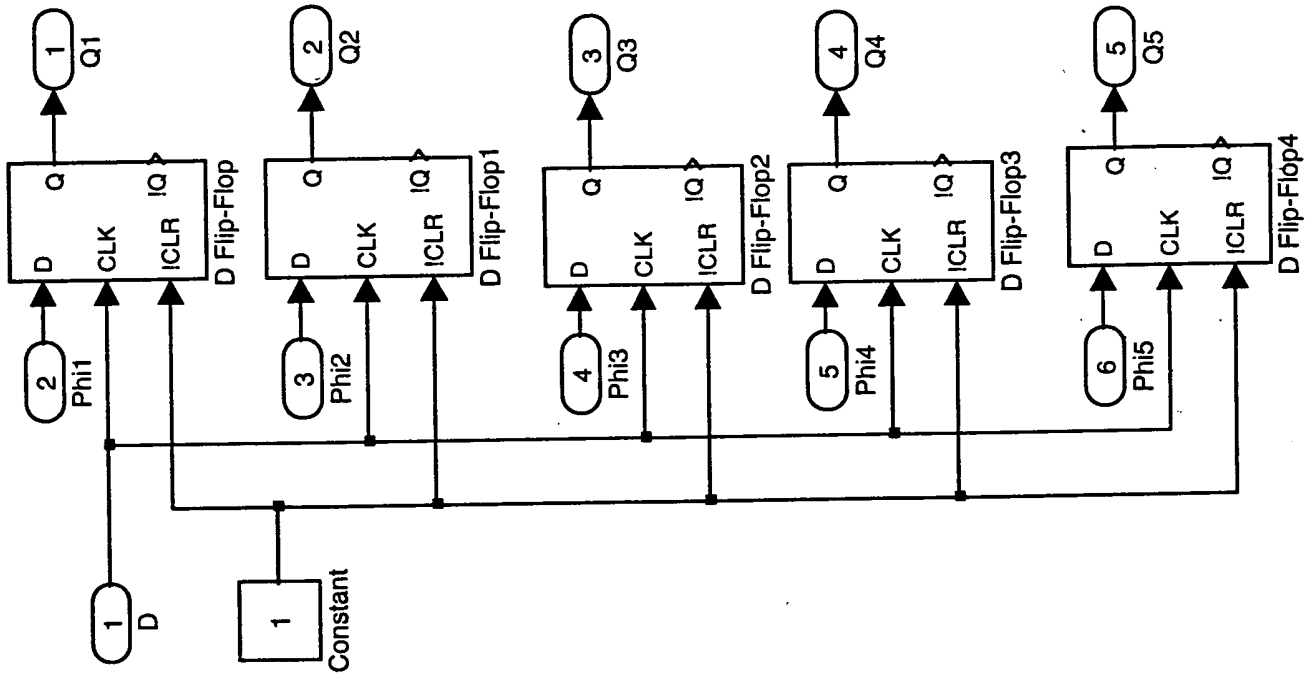 1
D
1
Constant
2
Phi1
D
CLK
!CLR
Q
!Q
D Flip-Flop
1
Q1
3
Phi2
D
CLK
!CLR
Q
!Q
D Flip-Flop1
2
Q2
4
Phi3
D
CLK
!CLR
Q
!Q
D Flip-Flop2
3
Q3
5
Phi4
D
CLK
!CLR
Q
!Q
D Flip-Flop3
4
Q4
6
Phi5
D
CLK
!CLR
Q
!Q
D Flip-Flop4
5
Q5